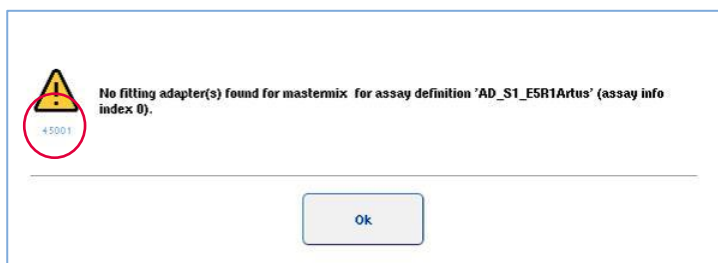 No fitting adapter(s) found for mastermix  for assay definition 'AD_S1_E5R1Artus' (assay info
index 0).
45001
Ok